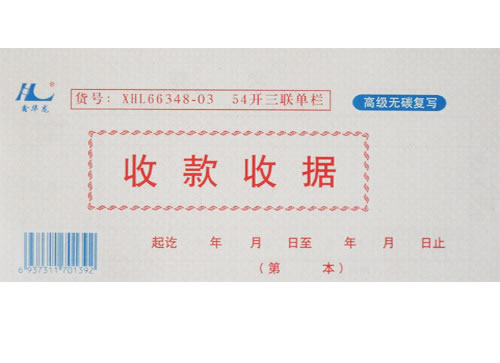 鑫华龙
货号：XHL66348-03 54开三联单栏
高级无碳复写
收款收据
起讫 年 月 日至 年 月 日止
（第 本）
6 937311 701392